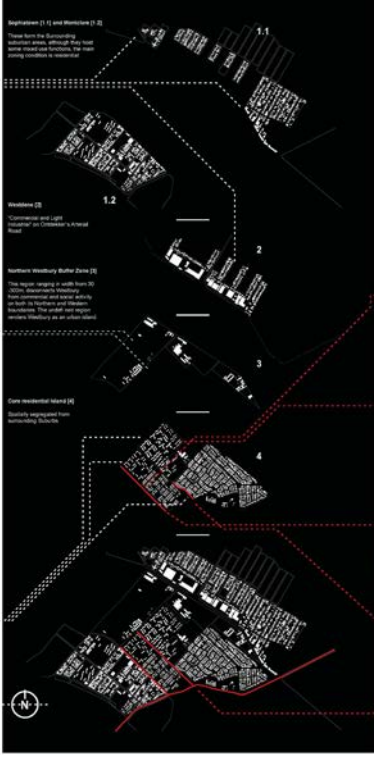 Sophiatown [1.1] and Montclare [1.2]
These form the Surrounding
suburban areas, although they host
some mixed use functions, the main
zoning condition is residential
1.1
1.2
Westdene [3]
"Commercial and Light
Industrial" on Ontdekker's Arterial
Road
2
Northern Westbury Buffer Zone [3]
This region ranging in width from 30
-300m, disconnects Westbury
from commercial and social activity
on both its Northern and Western
boundaries. The undefined region
renders Westbury as an urban island
3
Core residential Island [4]
Spatially segregated from
surrounding Suburbs
4
N